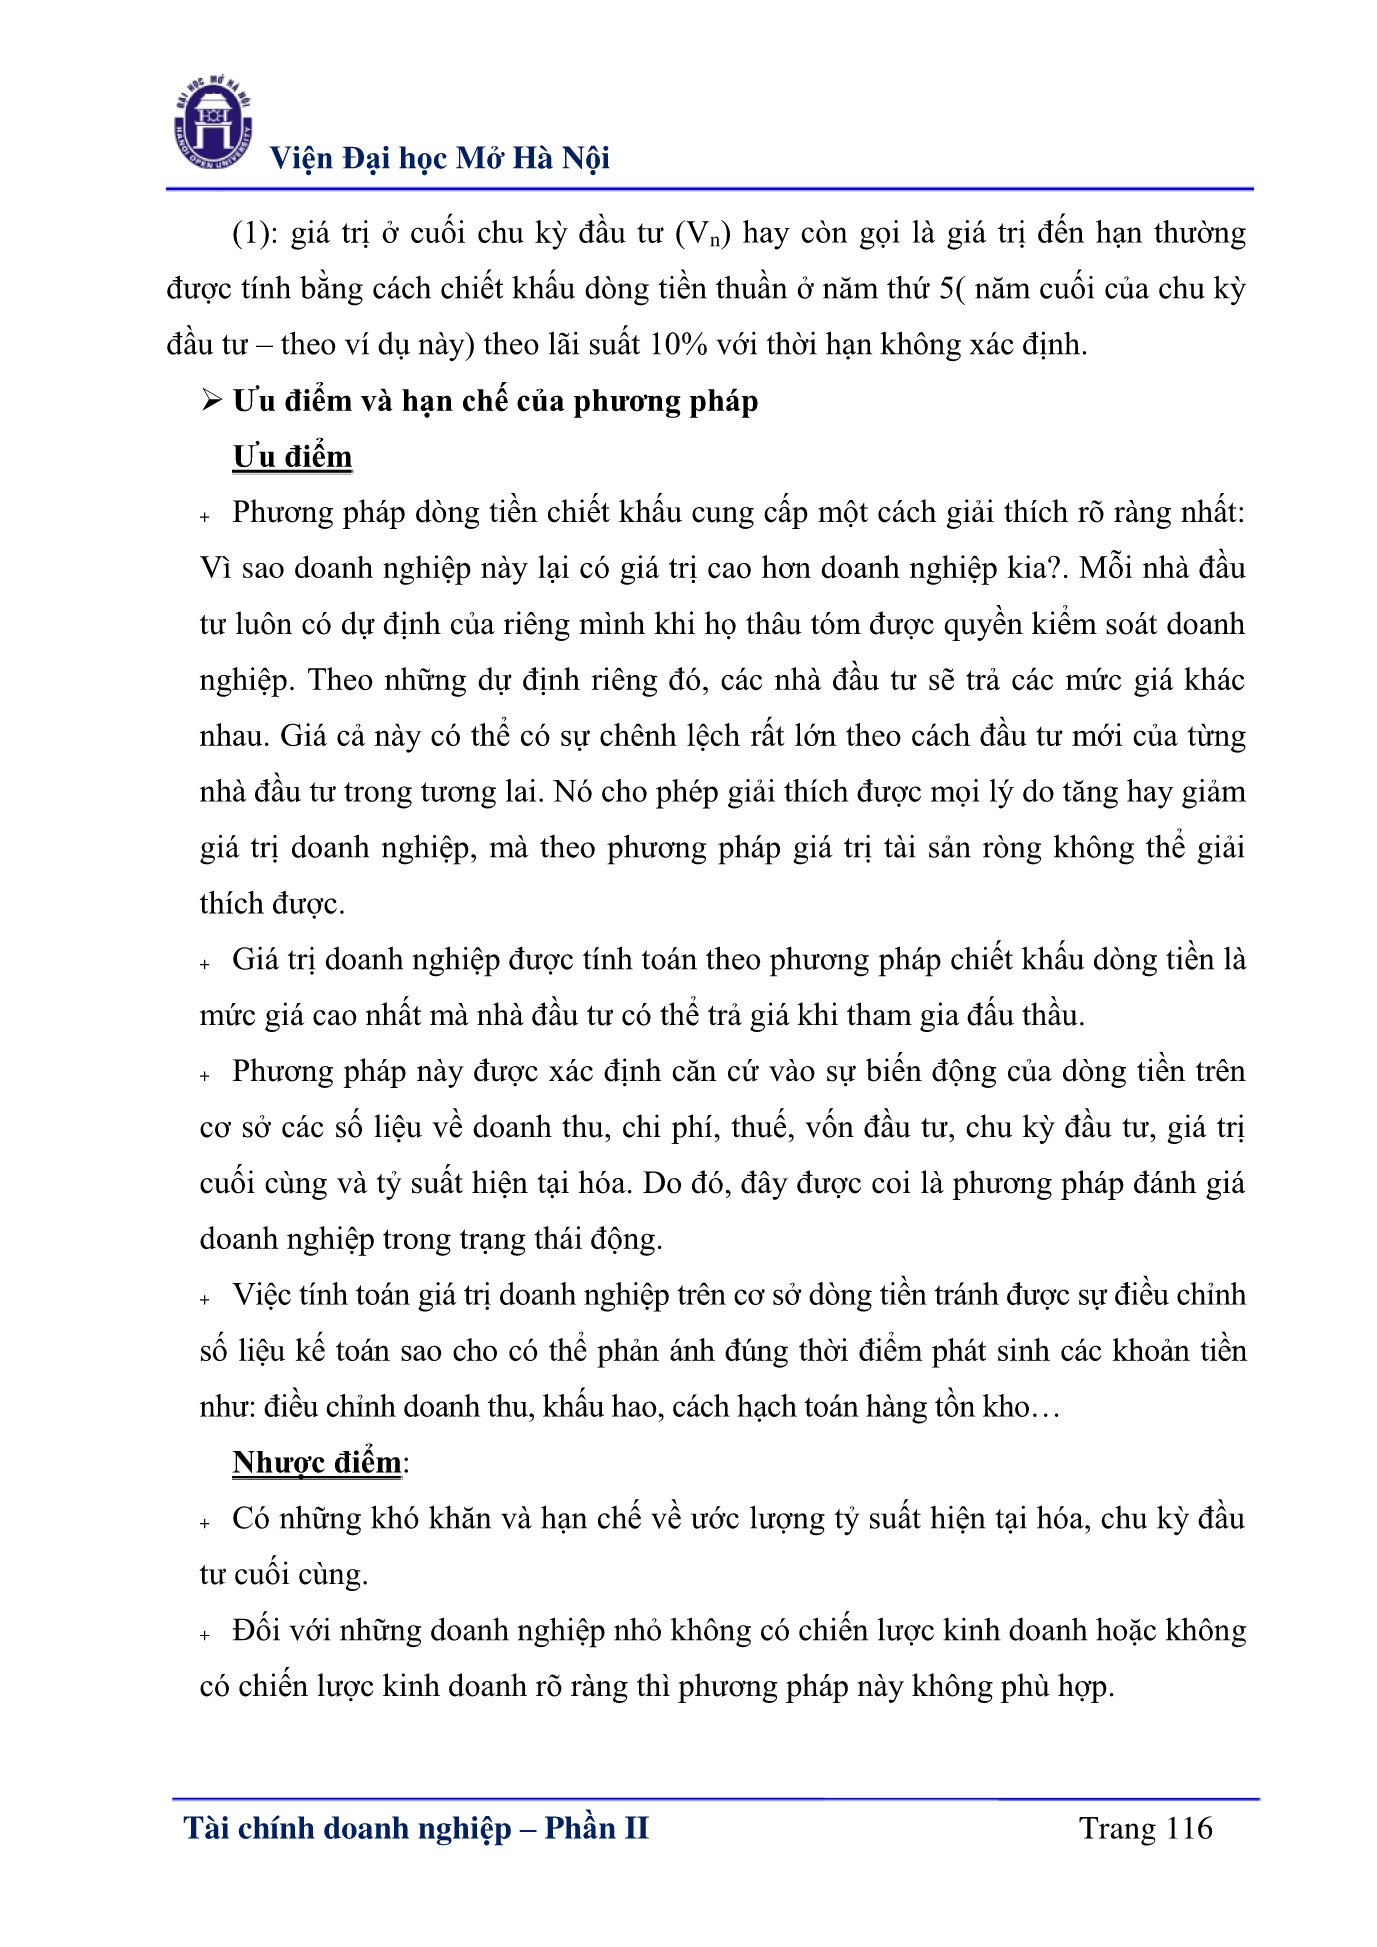 ĐẠI HỌC MỞ HÀ NỘI
HANOI OPEN UNIVERSITY
Viện Đại học Mở Hà Nội
(1): giá trị ở cuối chu kỳ đầu tư (Vn) hay còn gọi là giá trị đến hạn thường
được tính bằng cách chiết khấu dòng tiền thuần ở năm thứ 5( năm cuối của chu kỳ
đầu tư – theo ví dụ này) theo lãi suất 10% với thời hạn không xác định.
➢ Ưu điểm và hạn chế của phương pháp
Ưu điểm
+ Phương pháp dòng tiền chiết khấu cung cấp một cách giải thích rõ ràng nhất:
Vì sao doanh nghiệp này lại có giá trị cao hơn doanh nghiệp kia?. Mỗi nhà đầu
tư luôn có dự định của riêng mình khi họ thâu tóm được quyền kiểm soát doanh
nghiệp. Theo những dự định riêng đó, các nhà đầu tư sẽ trả các mức giá khác
nhau. Giá cả này có thể có sự chênh lệch rất lớn theo cách đầu tư mới của từng
nhà đầu tư trong tương lai. Nó cho phép giải thích được mọi lý do tăng hay giảm
giá trị doanh nghiệp, mà theo phương pháp giá trị tài sản ròng không thể giải
thích được.
+ Giá trị doanh nghiệp được tính toán theo phương pháp chiết khấu dòng tiền là
mức giá cao nhất mà nhà đầu tư có thể trả giá khi tham gia đấu thầu.
+ Phương pháp này được xác định căn cứ vào sự biến động của dòng tiền trên
cơ sở các số liệu về doanh thu, chi phí, thuế, vốn đầu tư, chu kỳ đầu tư, giá trị
cuối cùng và tỷ suất hiện tại hóa. Do đó, đây được coi là phương pháp đánh giá
doanh nghiệp trong trạng thái động.
+ Việc tính toán giá trị doanh nghiệp trên cơ sở dòng tiền tránh được sự điều chỉnh
số liệu kế toán sao cho có thể phản ánh đúng thời điểm phát sinh các khoản tiền
như: điều chỉnh doanh thu, khấu hao, cách hạch toán hàng tồn kho…
Nhược điểm:
+ Có những khó khăn và hạn chế về ước lượng tỷ suất hiện tại hóa, chu kỳ đầu
tư cuối cùng.
+ Đối với những doanh nghiệp nhỏ không có chiến lược kinh doanh hoặc không
có chiến lược kinh doanh rõ ràng thì phương pháp này không phù hợp.
Tài chính doanh nghiệp – Phần II Trang 116